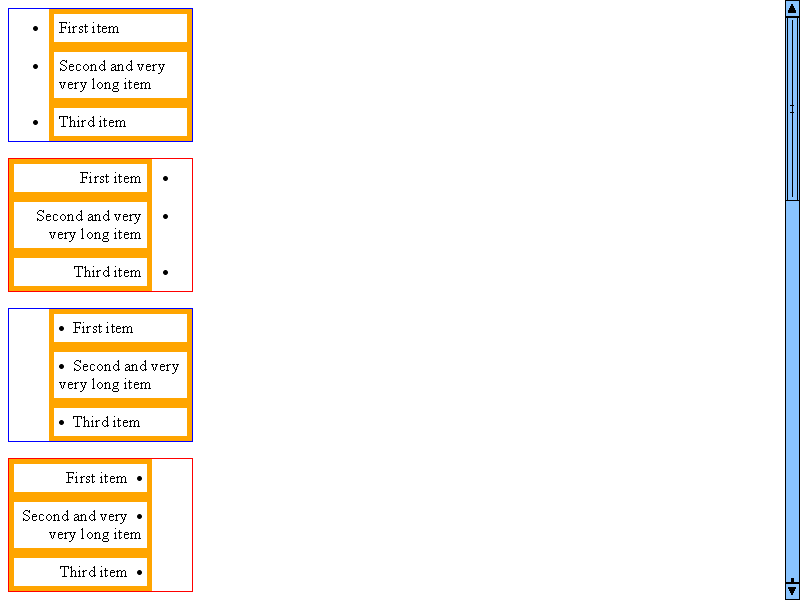 • First item
• Second and very
very long item
• Third item
First item •
Second and very •
very long item
Third item •
• First item
• Second and very
very long item
• Third item
First item •
Second and very •
very long item
Third item •